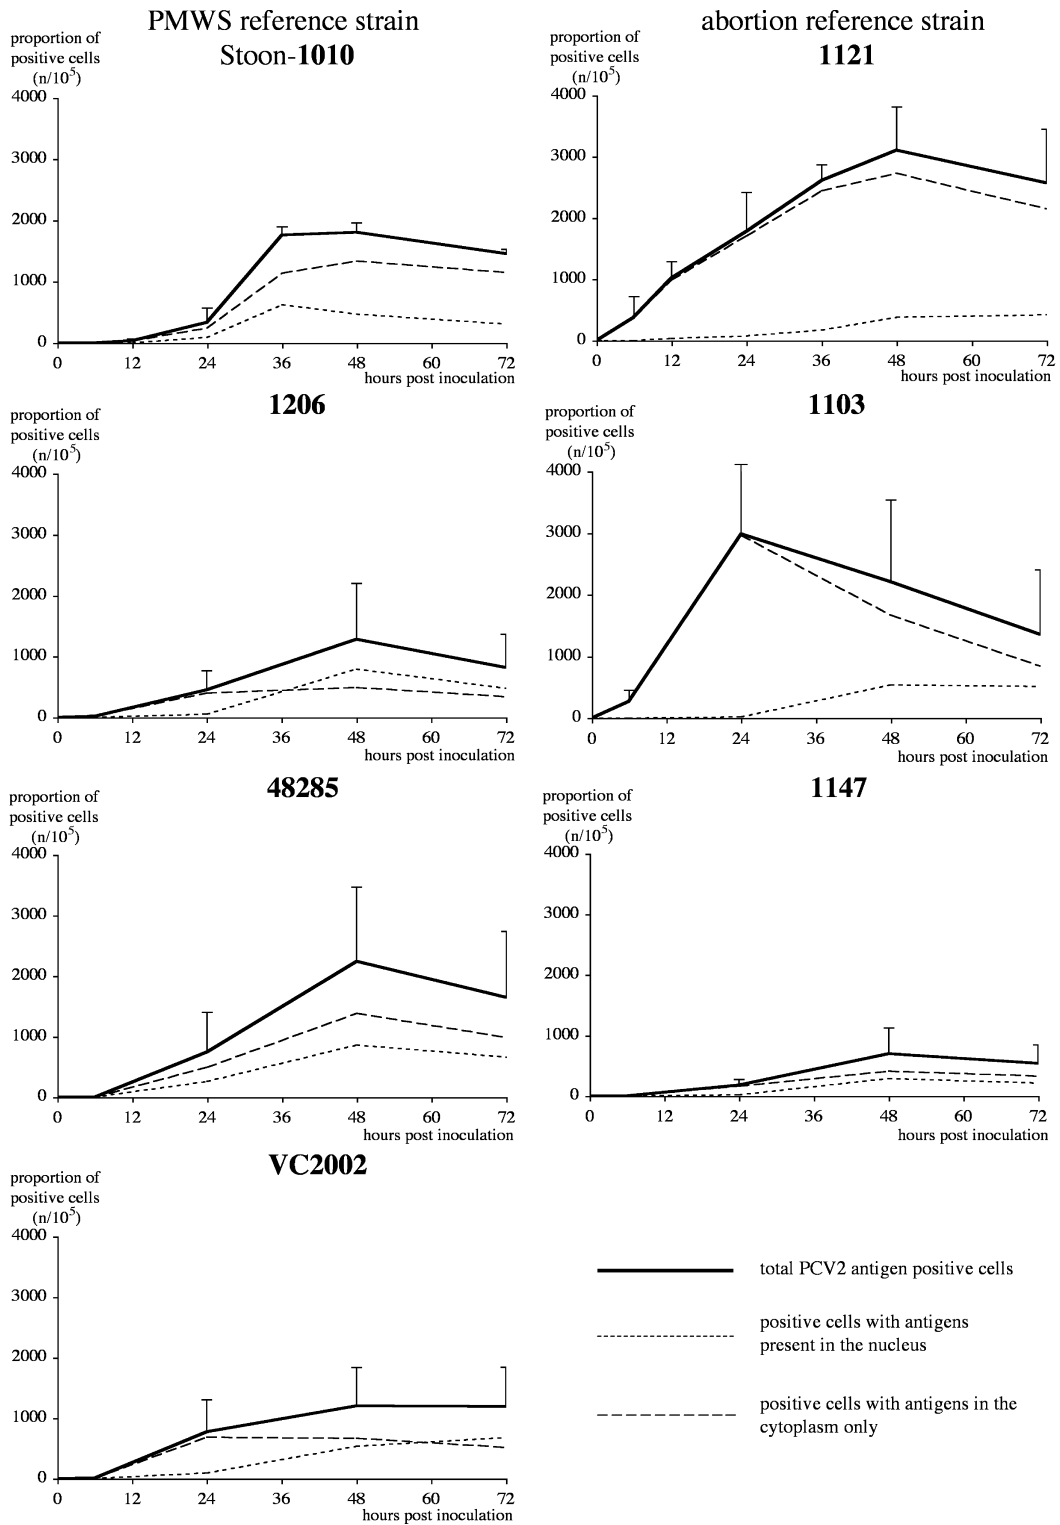 PMWS reference strain
Stoon-1010
proportion of
positive cells
(n/10^5)
4000
3000
2000
1000
0
0 12 24 36 48 60 72
hours post inoculation
abortion reference strain
1121
proportion of
positive cells
(n/10^5)
4000
3000
2000
1000
0
0 12 24 36 48 60 72
hours post inoculation
1206
proportion of
positive cells
(n/10^5)
4000
3000
2000
1000
0
0 12 24 36 48 60 72
hours post inoculation
1103
proportion of
positive cells
(n/10^5)
4000
3000
2000
1000
0
0 12 24 36 48 60 72
hours post inoculation
48285
proportion of
positive cells
(n/10^5)
4000
3000
2000
1000
0
0 12 24 36 48 60 72
hours post inoculation
1147
proportion of
positive cells
(n/10^5)
4000
3000
2000
1000
0
0 12 24 36 48 60 72
hours post inoculation
VC2002
proportion of
positive cells
(n/10^5)
4000
3000
2000
1000
0
0 12 24 36 48 60 72
hours post inoculation
total PCV2 antigen positive cells
positive cells with antigens
present in the nucleus
positive cells with antigens in the
cytoplasm only